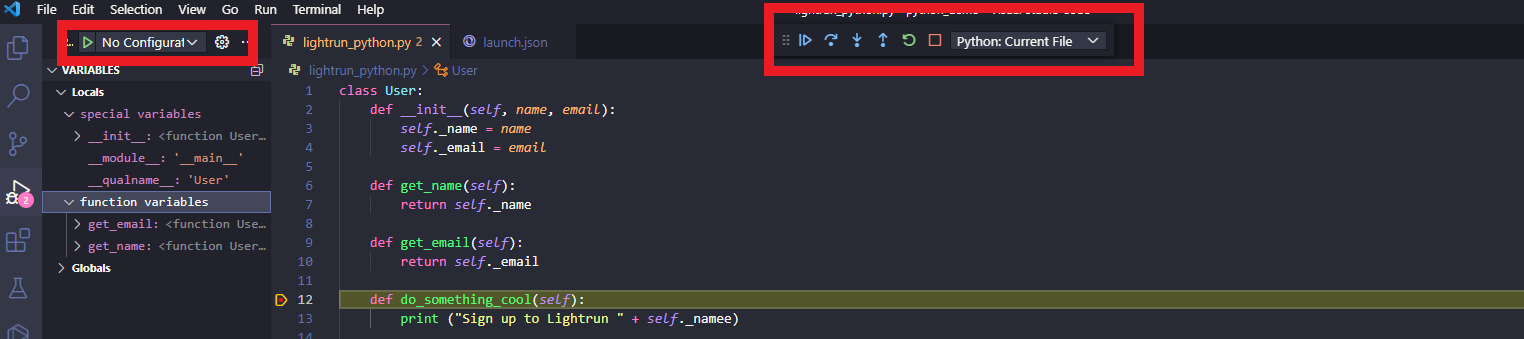 File Edit Selection View Go Run Terminal Help
No Configurat
lightrun_python.py 2
launch.json
Python: Current File
lightrun_python.py > User
VARIABLES
Locals
special variables
__init__: <function User…
__module__: '__main__'
__qualname__: 'User'
function variables
get_email: <function Use…
get_name: <function User…
Globals
2
1 class User:
2 def __init__(self, name, email):
3 self._name = name
4 self._email = email
5
6 def get_name(self):
7 return self._name
8
9 def get_email(self):
10 return self._email
11
12 def do_something_cool(self):
13 print ("Sign up to Lightrun " + self._namee)
14